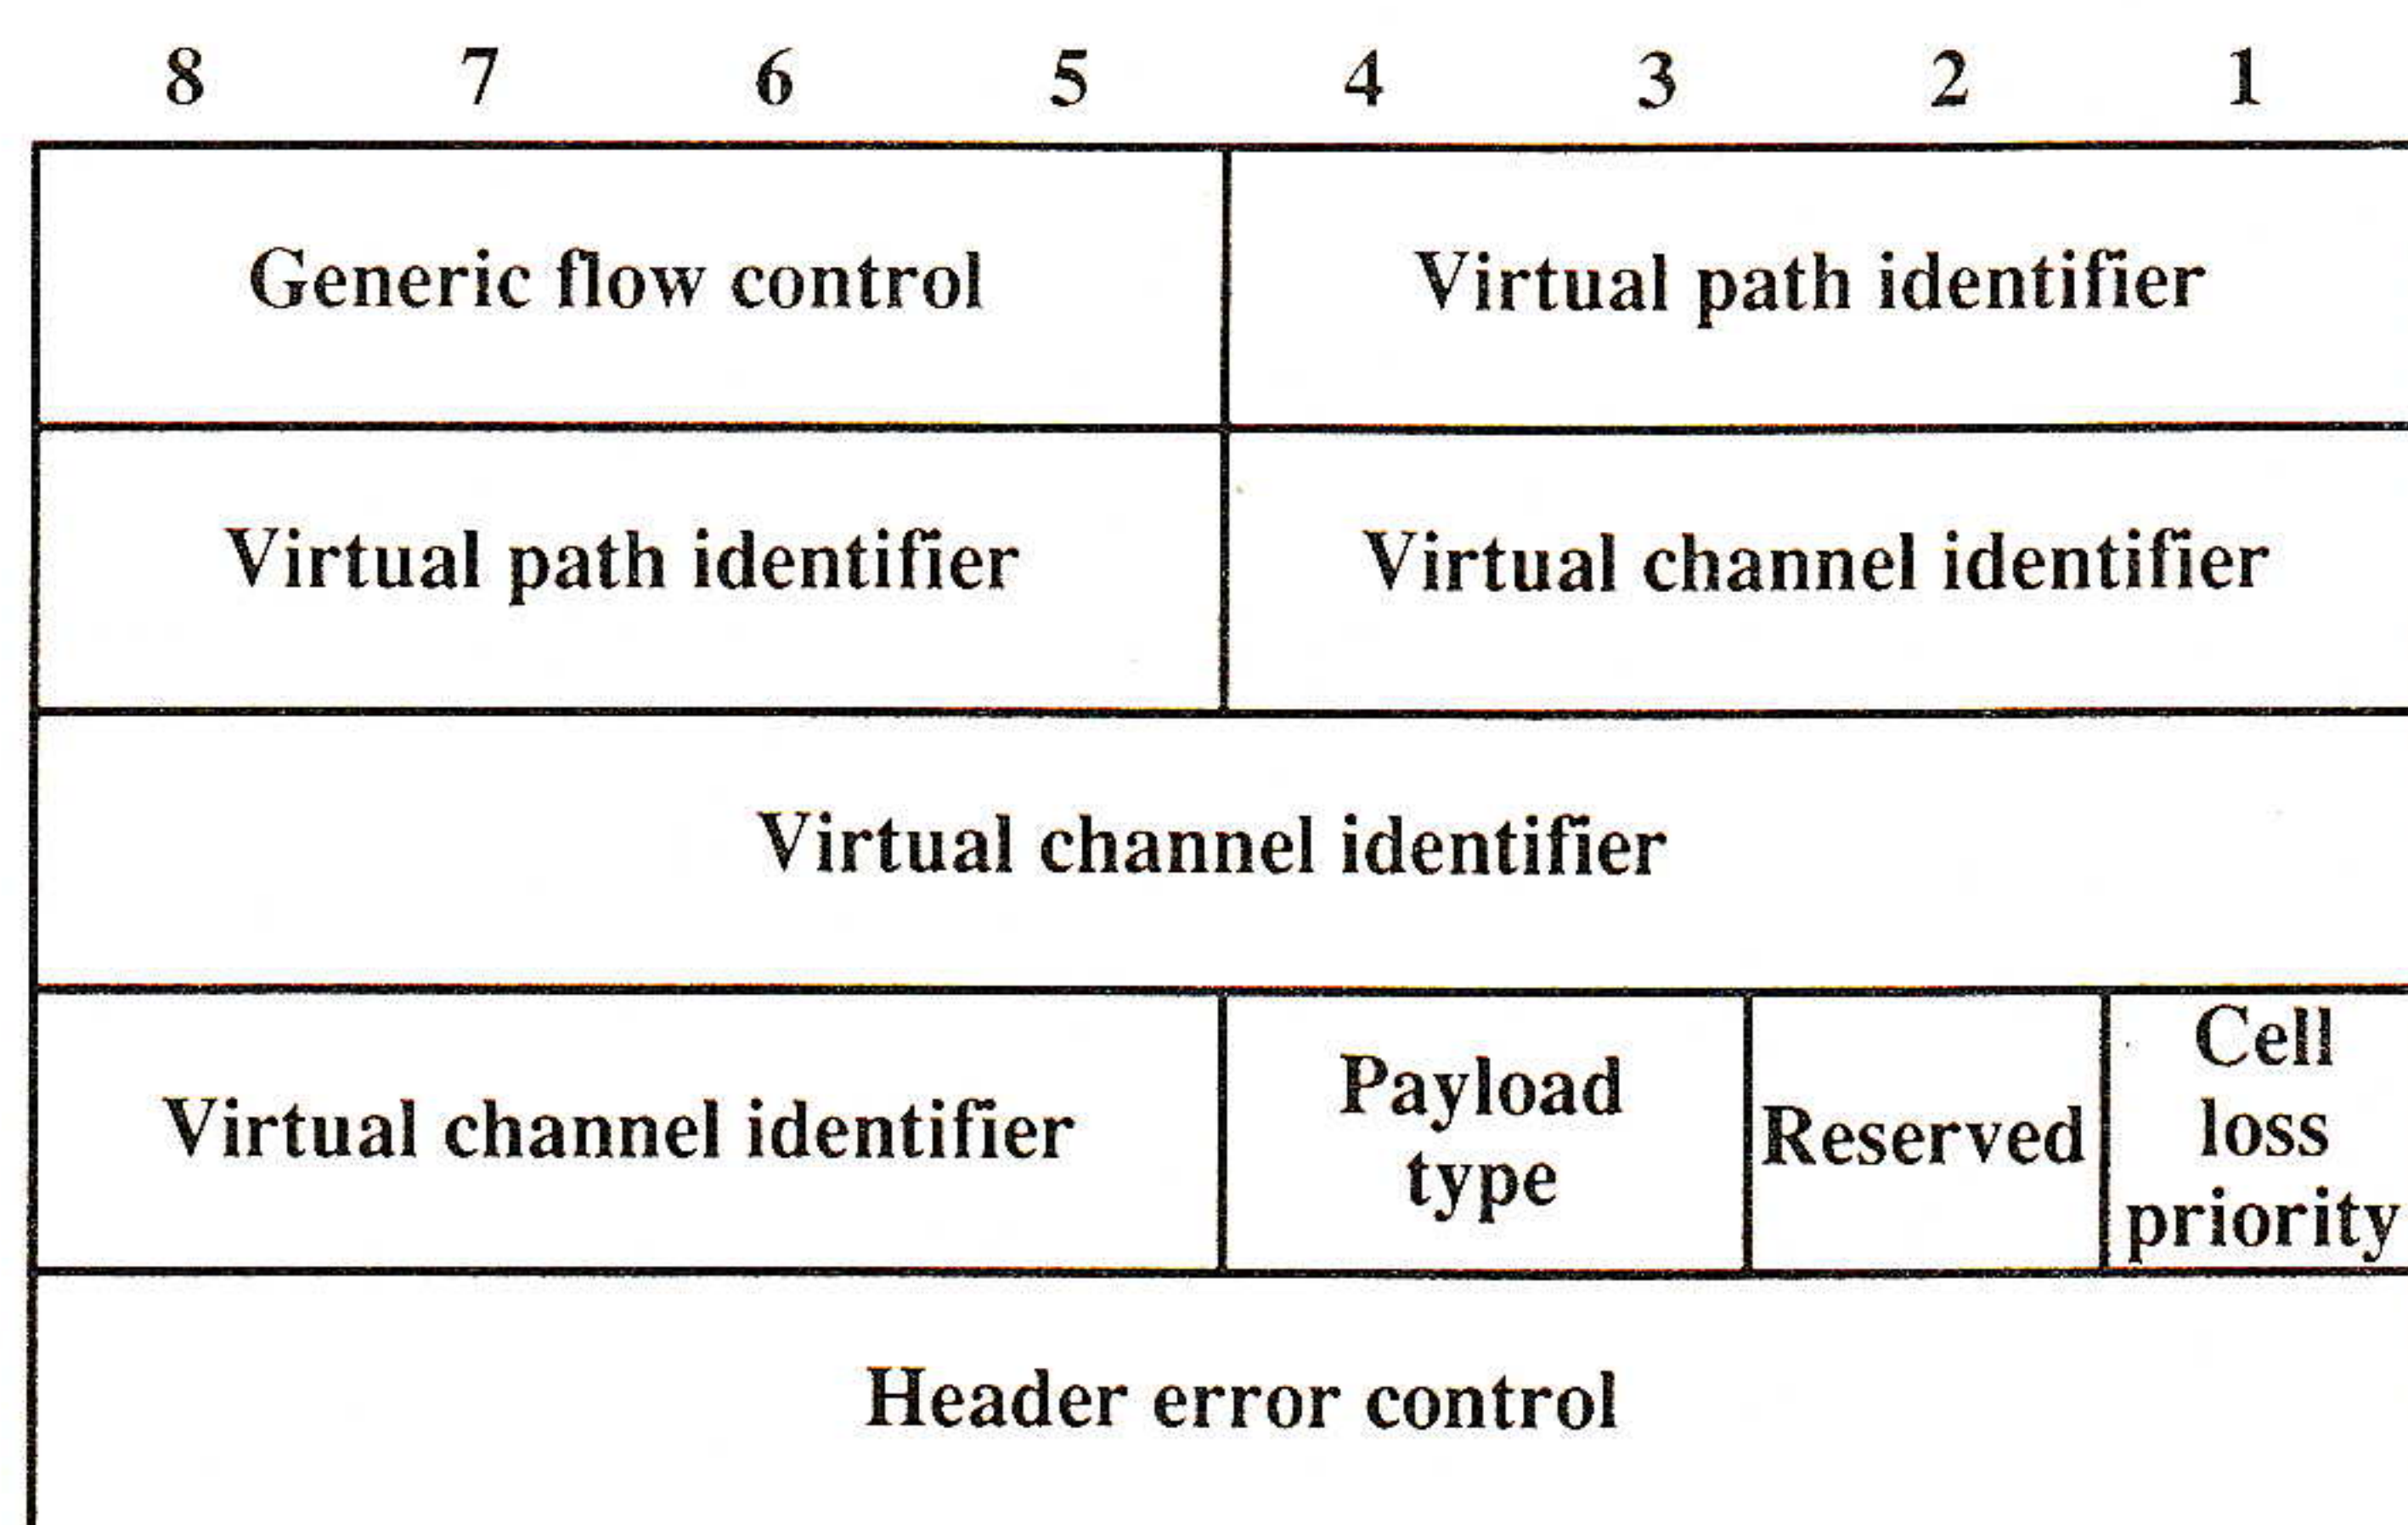 8 7 6 5 4 3 2 1
Generic flow control Virtual path identifier
Virtual path identifier Virtual channel identifier
Virtual channel identifier
Virtual channel identifier
Payload
type
Reserved
Cell
loss
priority
Header error control